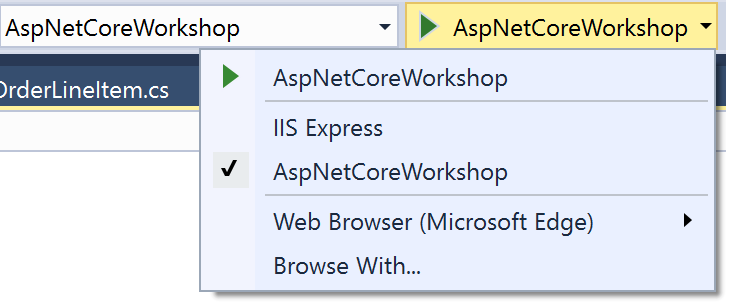 AspNetCoreWorkshop
AspNetCoreWorkshop
OrderLineItem.cs
AspNetCoreWorkshop
IIS Express
AspNetCoreWorkshop
Web Browser (Microsoft Edge)
Browse With...